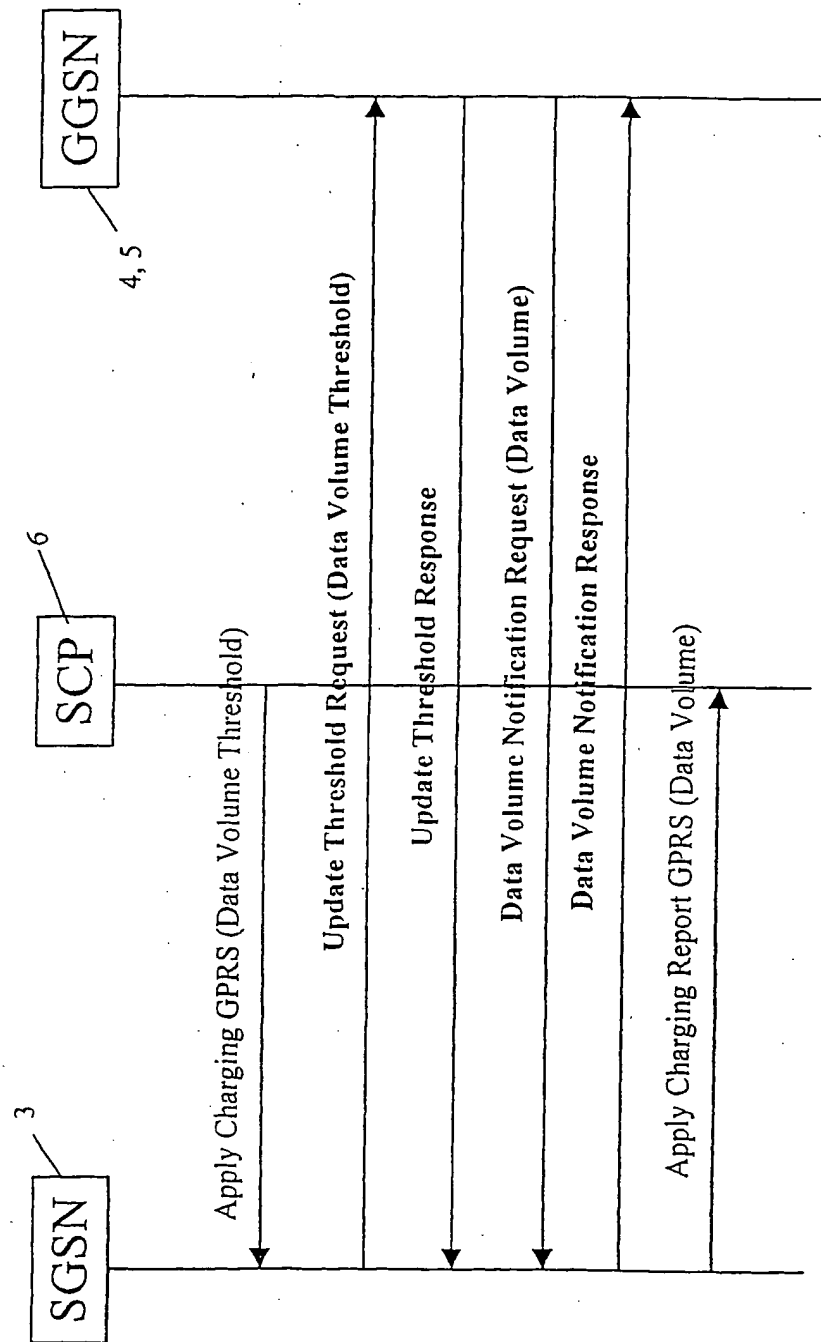 SGSN
3
SCP
6
GGSN
4, 5
Apply Charging GPRS (Data Volume Threshold)
Update Threshold Request (Data Volume Threshold)
Update Threshold Response
Data Volume Notification Request (Data Volume)
Data Volume Notification Response
Apply Charging Report GPRS (Data Volume)